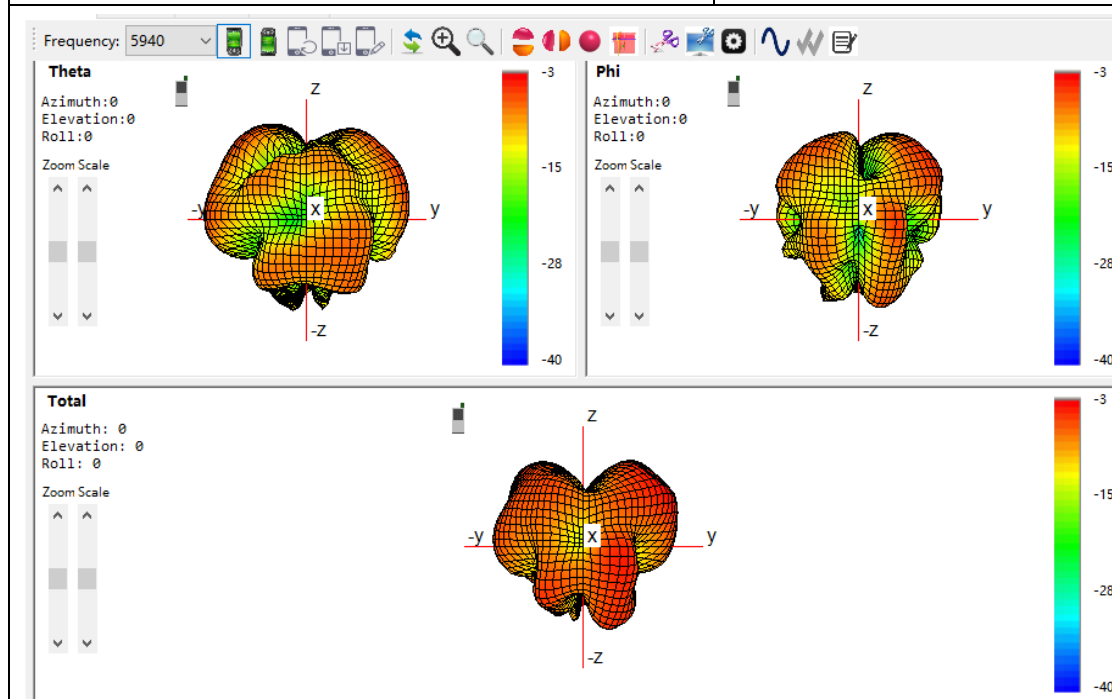 Frequency: 5940
Theta
Azimuth:0
Elevation:0
Roll:0
Zoom Scale
z
-y
x
y
-z
-3
-15
-28
-40
Phi
Azimuth:0
Elevation:0
Roll:0
Zoom Scale
z
-y
x
y
-z
-3
-15
-28
-40
Total
Azimuth: 0
Elevation: 0
Roll: 0
Zoom Scale
z
-y
x
y
-z
-3
-15
-28
-40